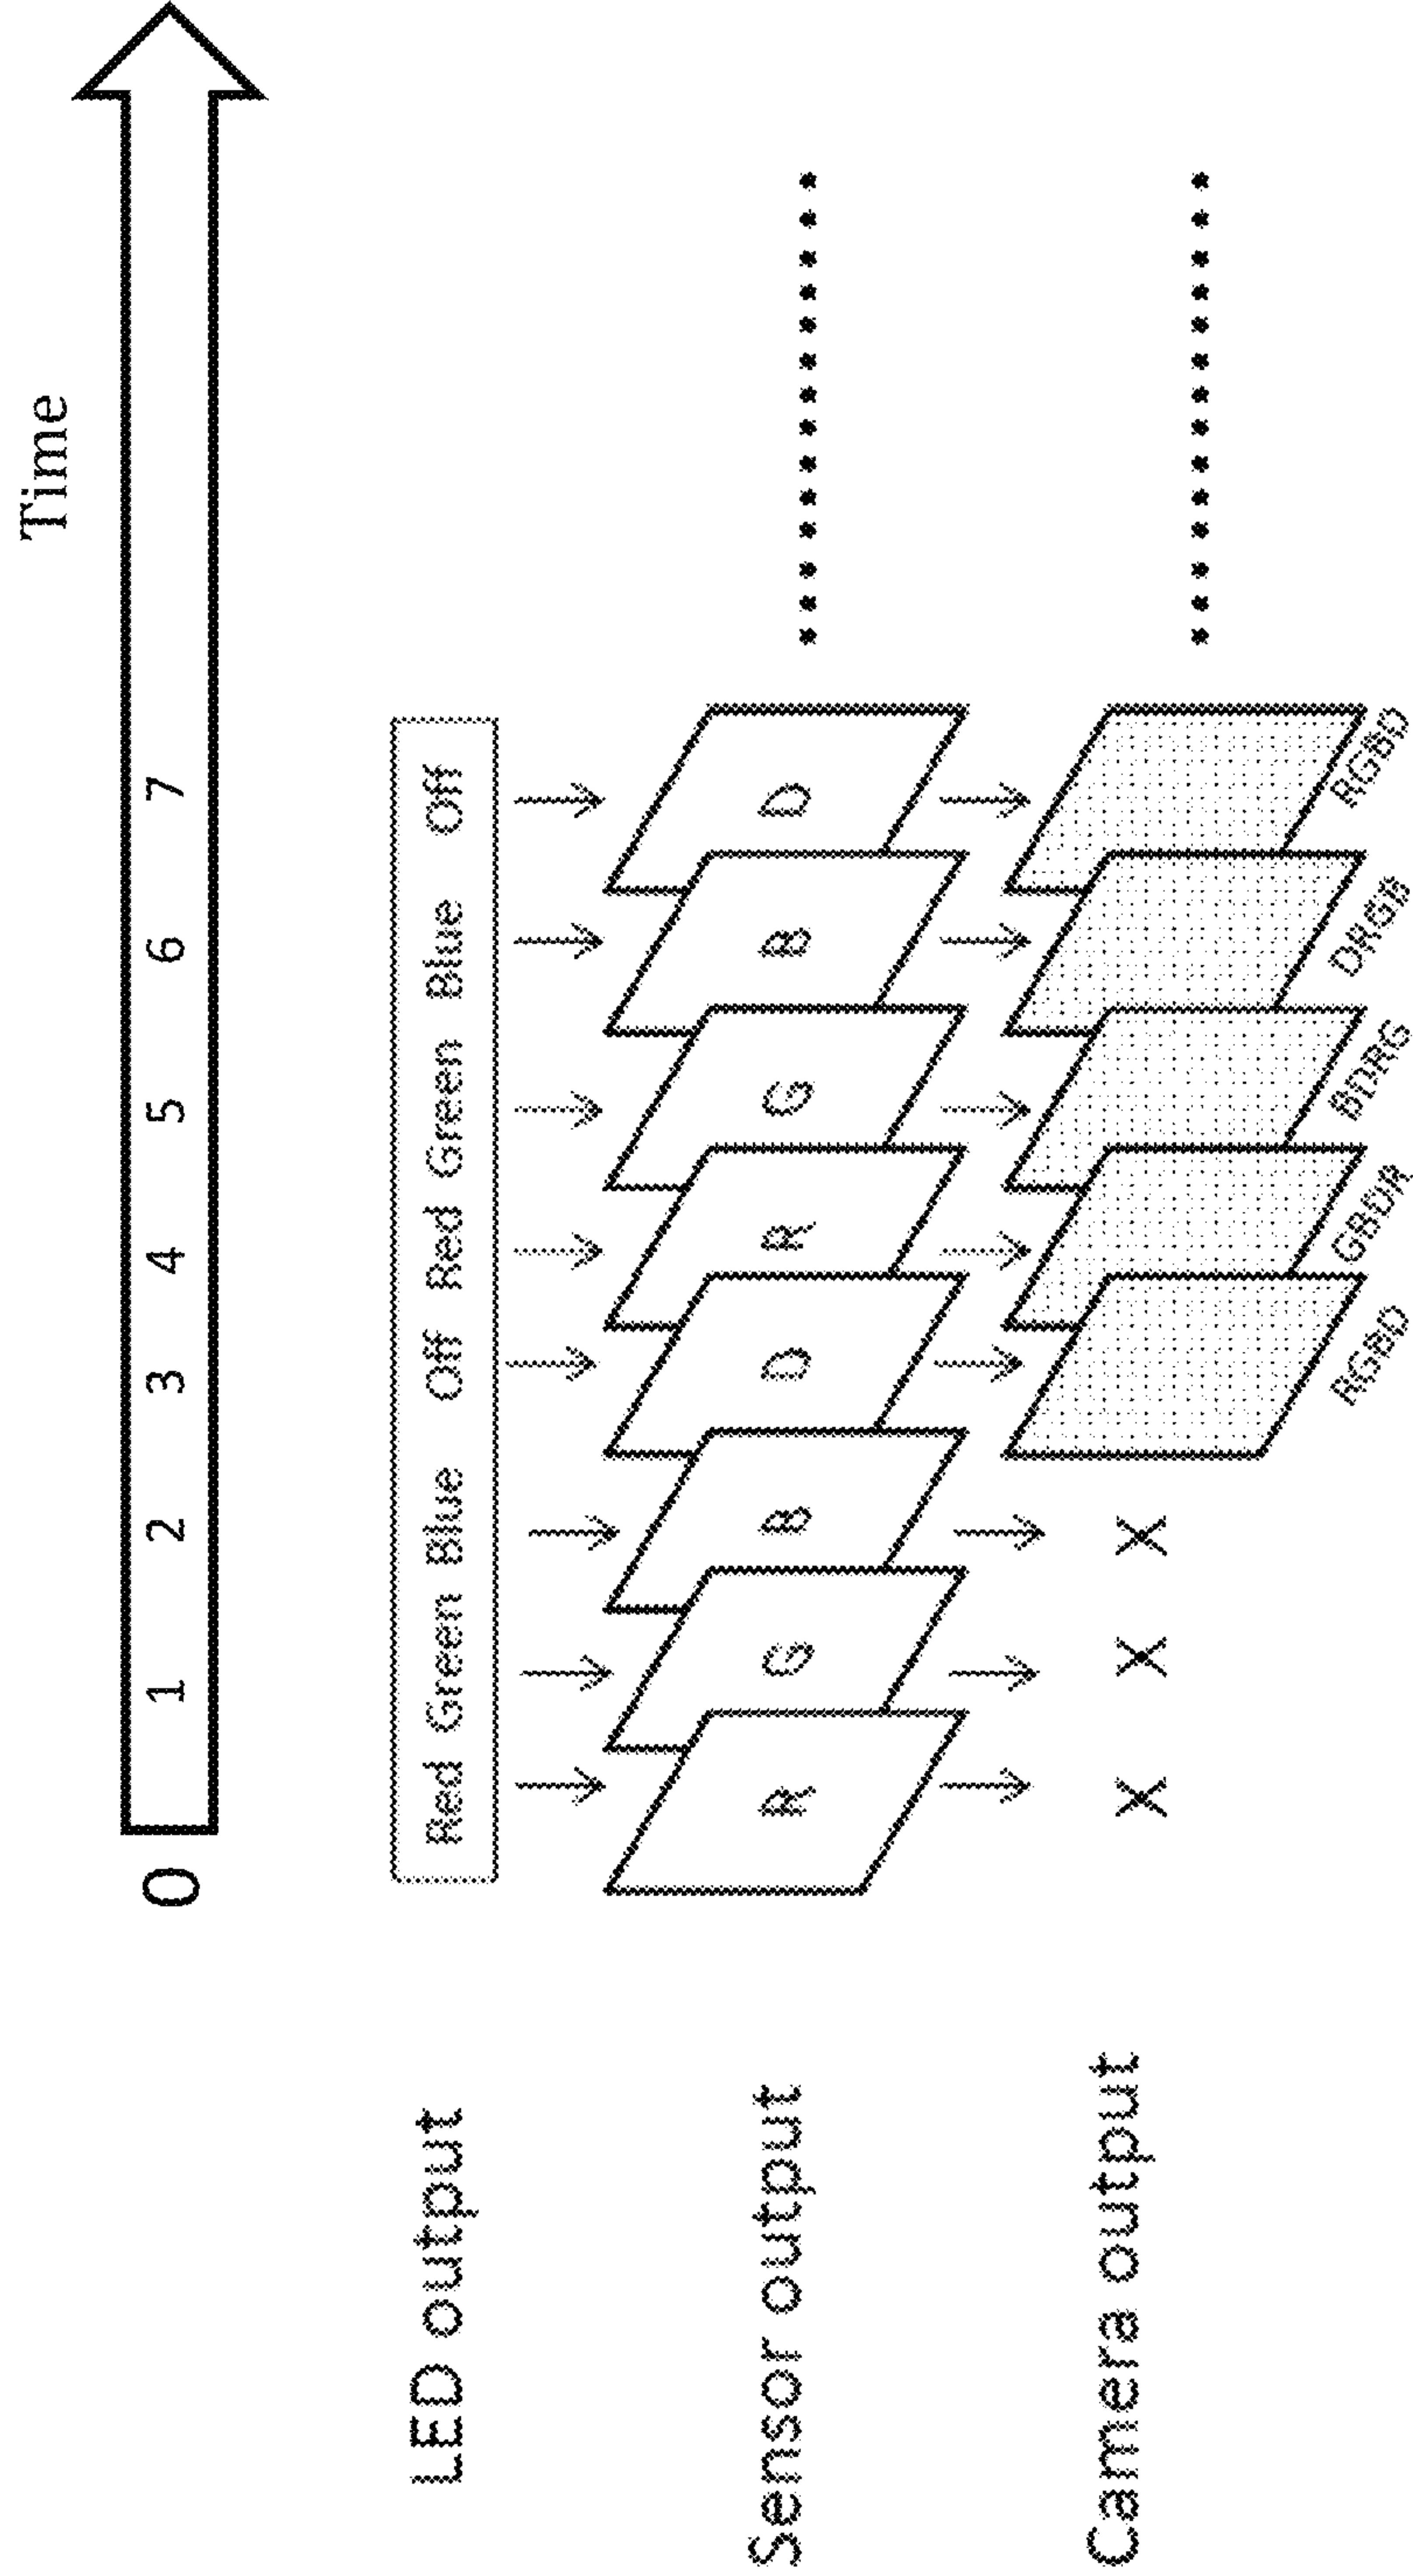 Time
0 1 2 3 4 5 6 7
LED output
Red Green Blue Off Red Green Blue Off
Sensor output
R G B D R G B D
Camera output
X X X
RGBD GBDR BDRG DRGB RGBD